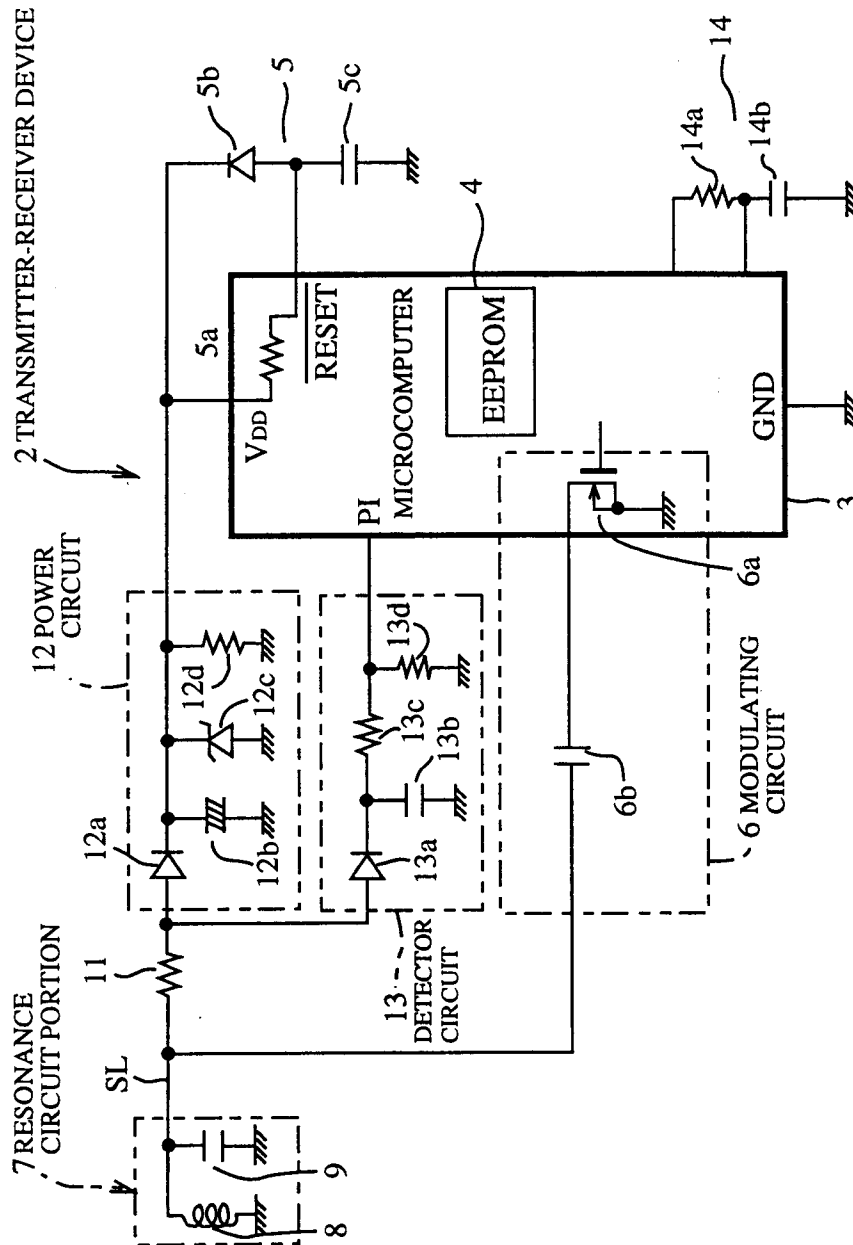 2 TRANSMITTER-RECEIVER DEVICE
7 RESONANCE
CIRCUIT PORTION
SL
8
9
11
12 POWER
CIRCUIT
12a
12b
12c
12d
13
DETECTOR
CIRCUIT
13a
13b
13c
13d
6 MODULATING
CIRCUIT
6a
6b
5
5a
5b
5c
VDD
RESET
PI
MICROCOMPUTER
4
EEPROM
GND
3
14
14a
14b